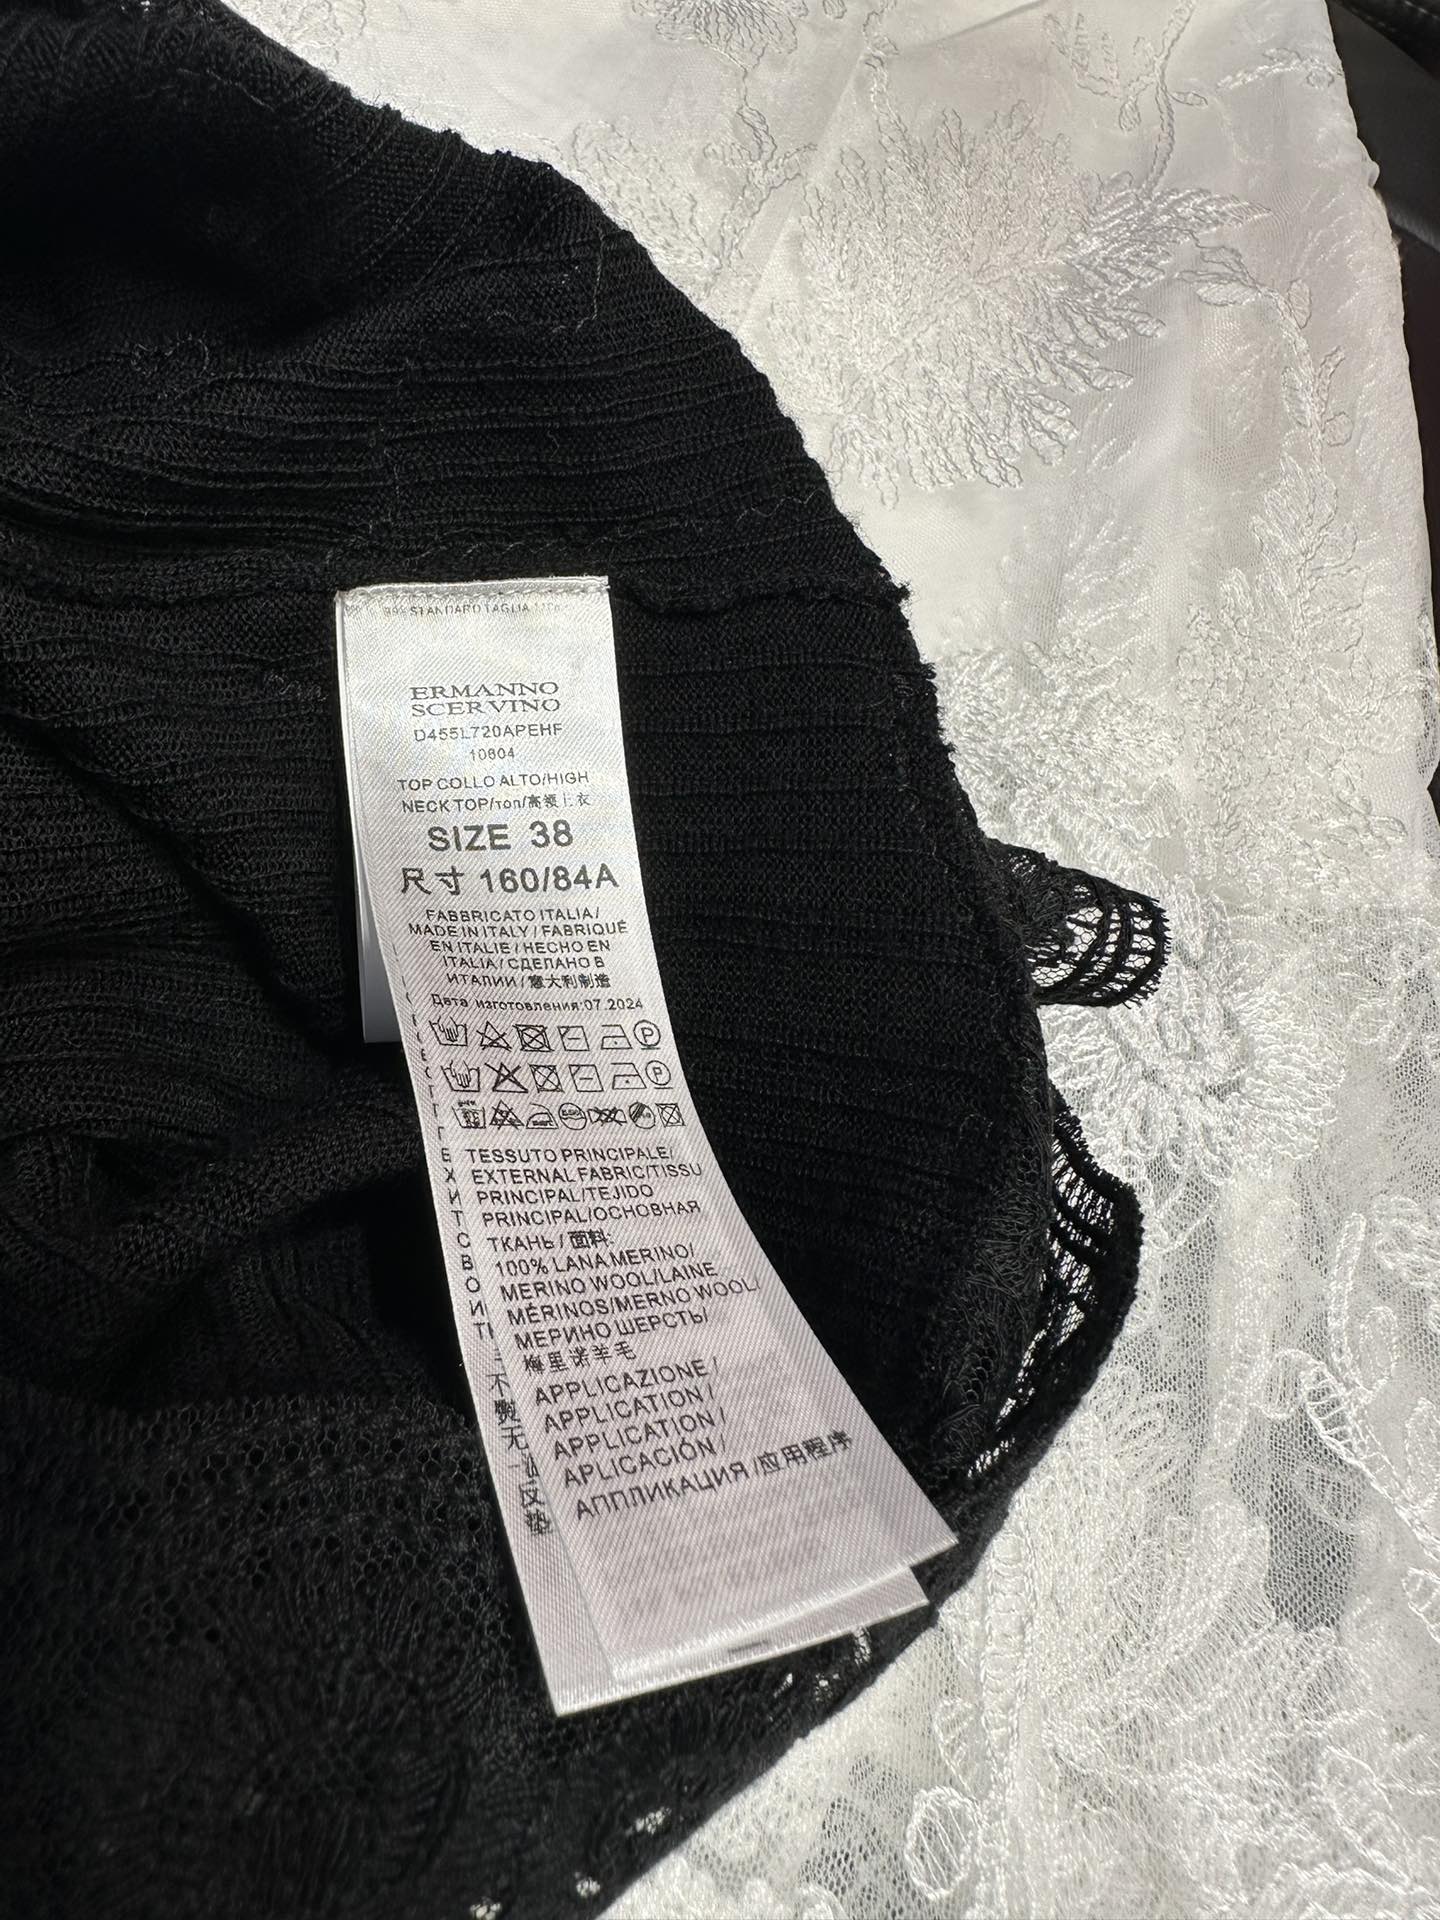 ERMANNO
SCERVINO
D455L720APEHF
10604
TOP COLLO ALTO/HIGH
NECK TOP/топ/高领上衣
SIZE 38
尺寸 160/84A
FABBRICATO ITALIA/
MADE IN ITALY/FABRIQUÉ
EN ITALIE/HECHO EN
ITALIA/СДЕЛАНО В
ИТАЛИИ/意大利制造
Дата изготовления:07.2024
TESSUTO PRINCIPALE/
EXTERNAL FABRIC/TISSU
PRINCIPAL/TEJIDO
PRINCIPAL/ОСНОВНАЯ
ТКАНЬ/面料:
100% LANA MERINO/
MERINO WOOL/LAINE
MÉRINOS/MERNO WOOL/
МЕРИНО ШЕРСТЬ/
梅里诺羊毛
APPLICAZIONE/
APPLICATION/
APPLICATION/
APLICACIÓN/
АППЛИКАЦИЯ/应用程序